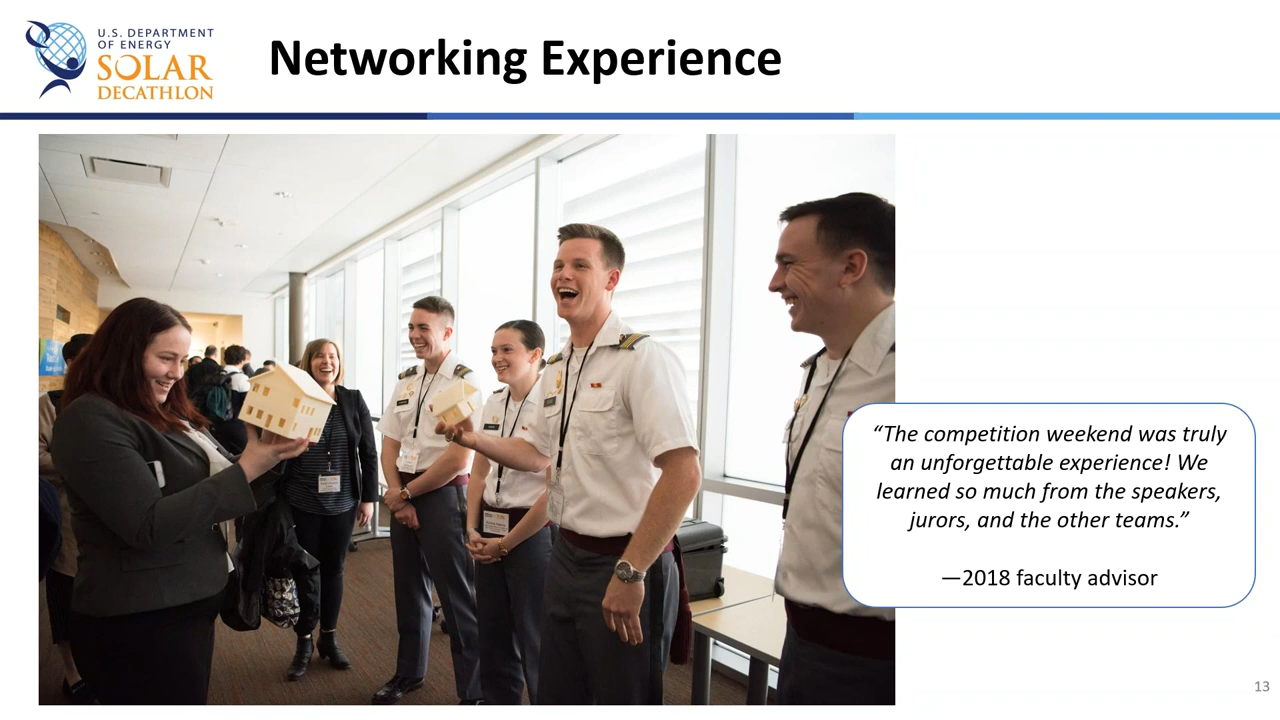 U.S. DEPARTMENT
OF ENERGY
SOLAR
DECATHLON
Networking Experience
“The competition weekend was truly
an unforgettable experience! We
learned so much from the speakers,
jurors, and the other teams.”
—2018 faculty advisor
13